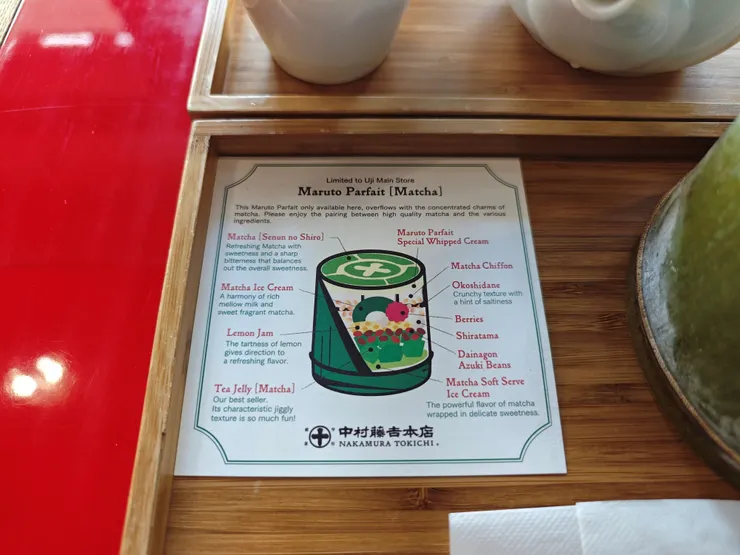 Limited to Uji Main Store
Maruto Parfait [Matcha]
This Maruto Parfait only available here, overflows with the concentrated charms of
matcha. Please enjoy the pairing between high quality matcha and the various
ingredients.
Matcha [Senun no Shiro]
Refreshing Matcha with
sweetness and a sharp
bitterness that balances
out the overall sweetness.
Matcha Ice Cream
A harmony of rich
mellow milk and
sweet fragrant matcha.
Lemon Jam
The tartness of lemon
gives direction to
a refreshing flavor.
Tea Jelly [Matcha]
Our best seller.
Its characteristic jiggly
texture is so much fun!
Maruto Parfait
Special Whipped Cream
Matcha Chiffon
Okoshidane
Crunchy texture with
a hint of saltiness
Berries
Shiratama
Dainagon
Azuki Beans
Matcha Soft Serve
Ice Cream
The powerful flavor of matcha
wrapped in delicate sweetness.
中村藤吉本店
NAKAMURA TOKICHI